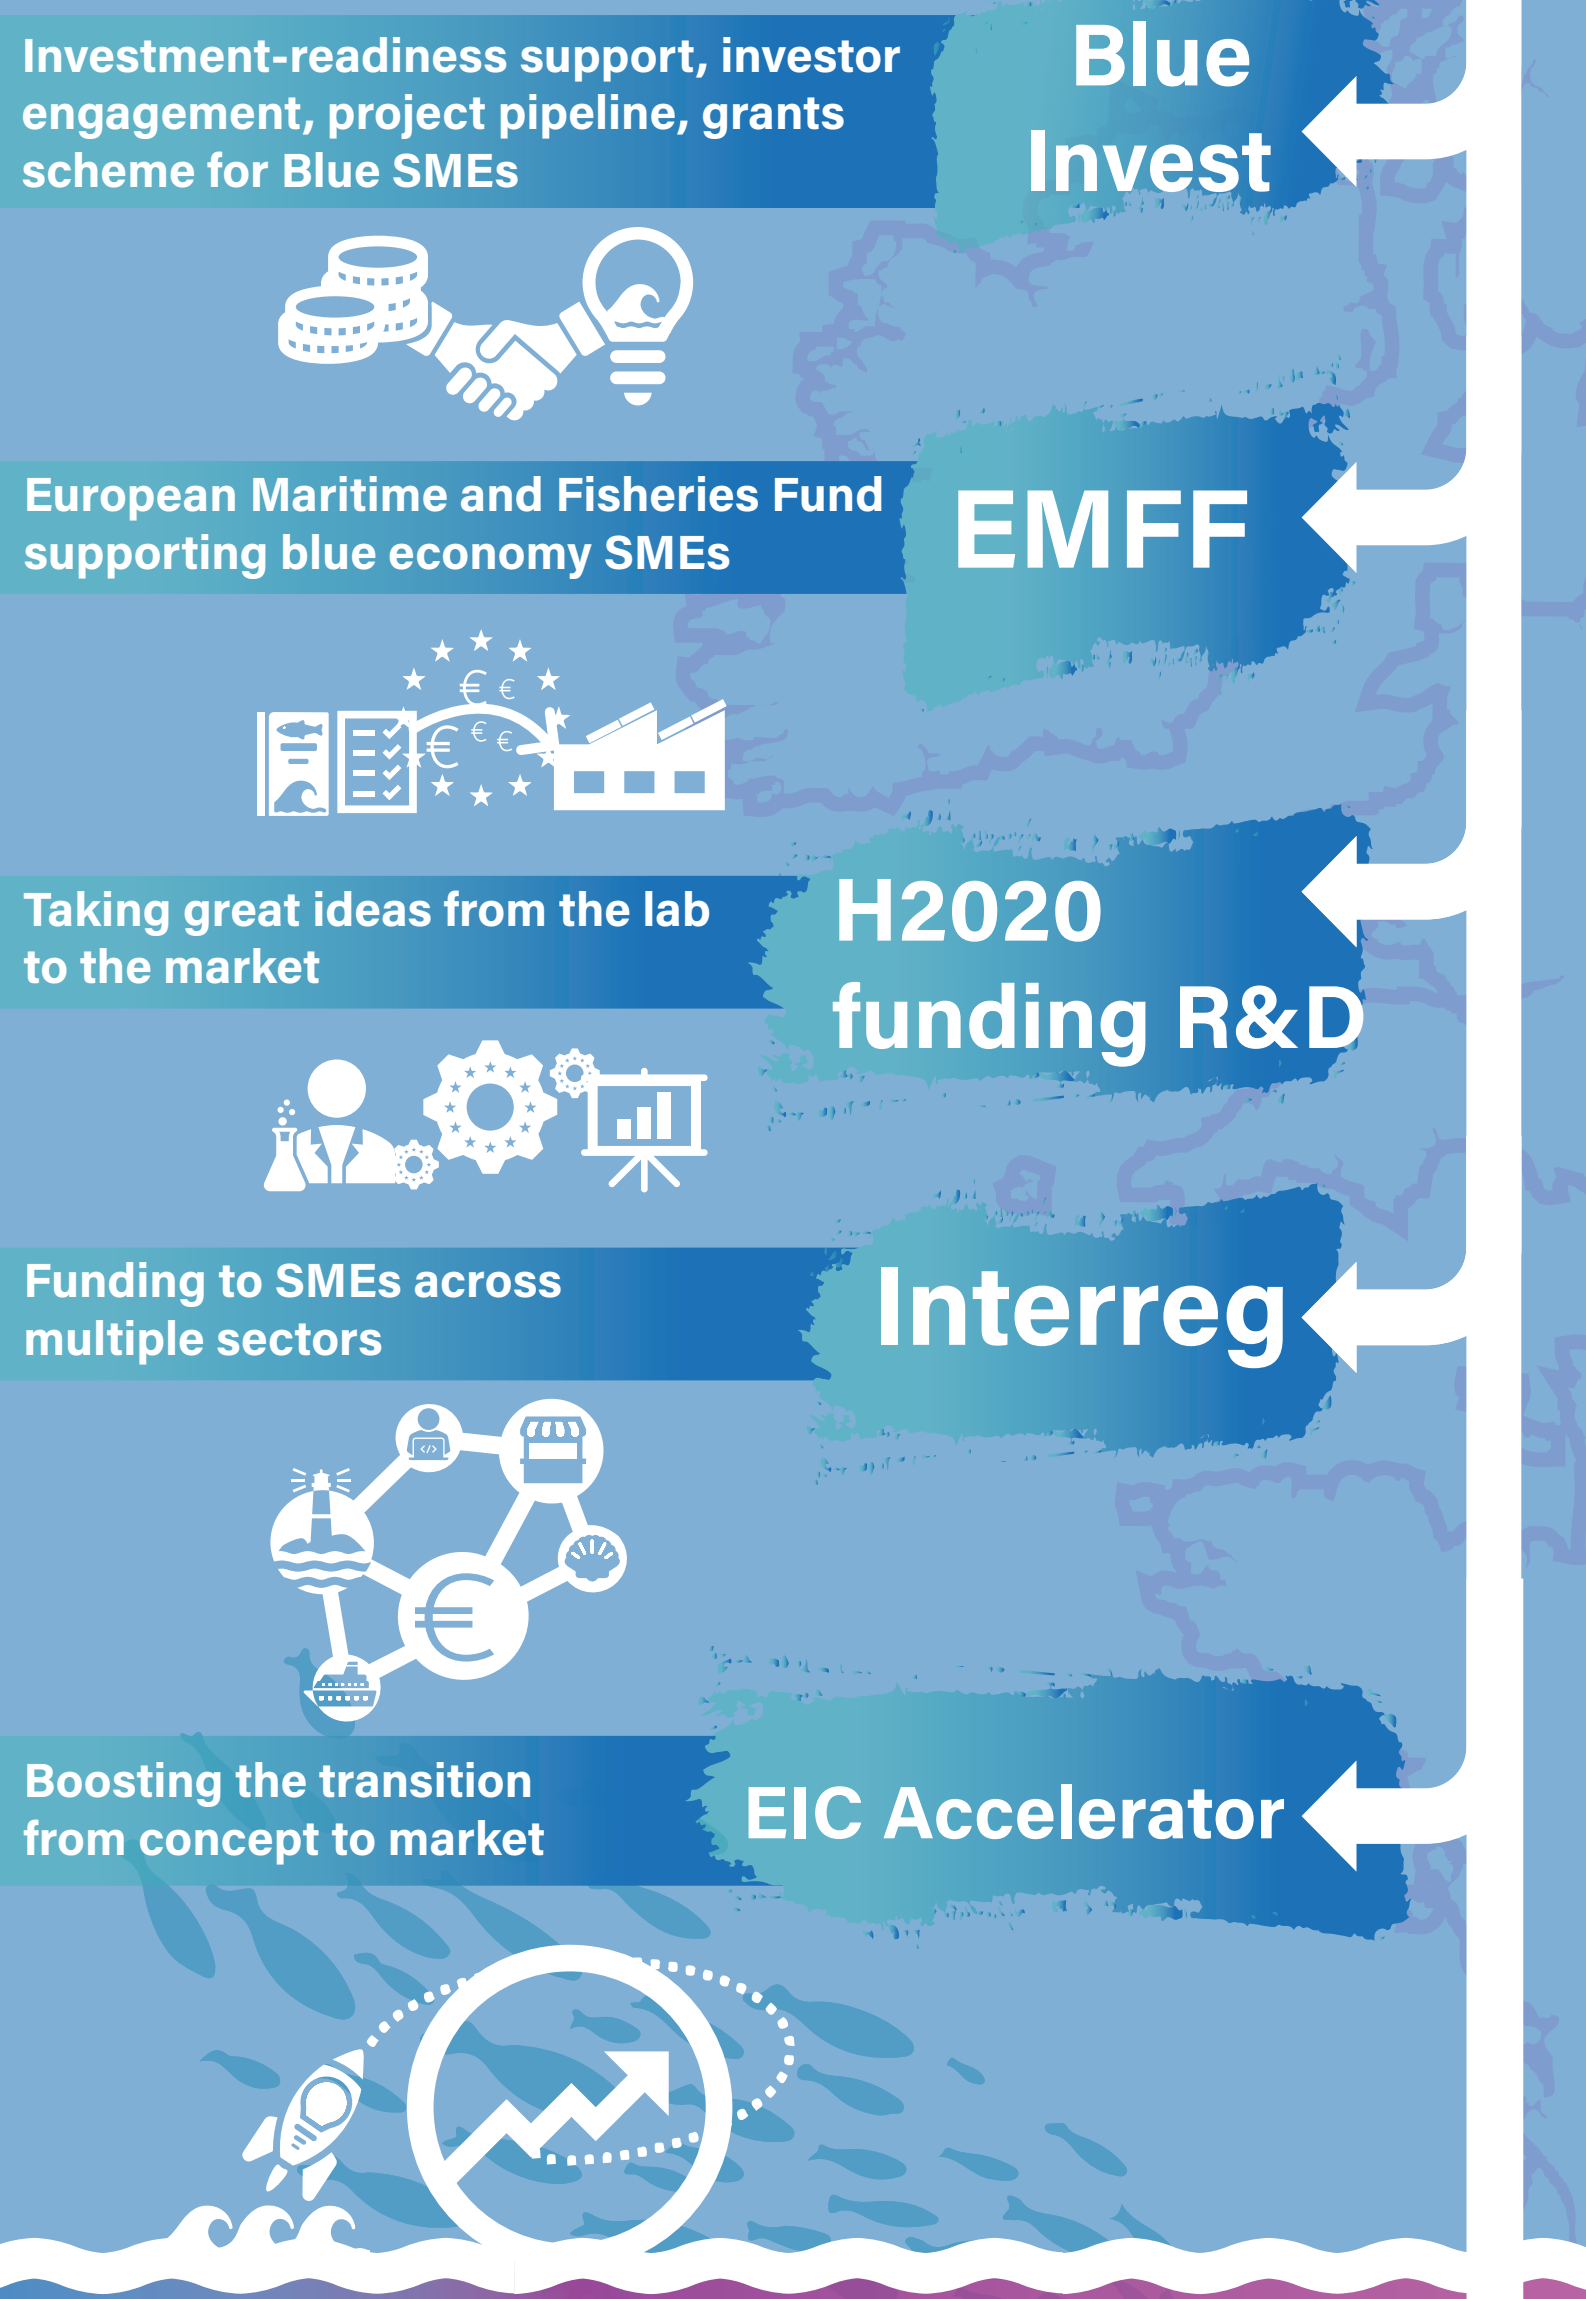 Investment-readiness support, investor
engagement, project pipeline, grants
scheme for Blue SMEs
Blue
Invest
European Maritime and Fisheries Fund
supporting blue economy SMEs
EMFF
€ €
€ € €
Taking great ideas from the lab
to the market
H2020
funding R&D
Funding to SMEs across
multiple sectors
Interreg
</>
€
Boosting the transition
from concept to market
EIC Accelerator